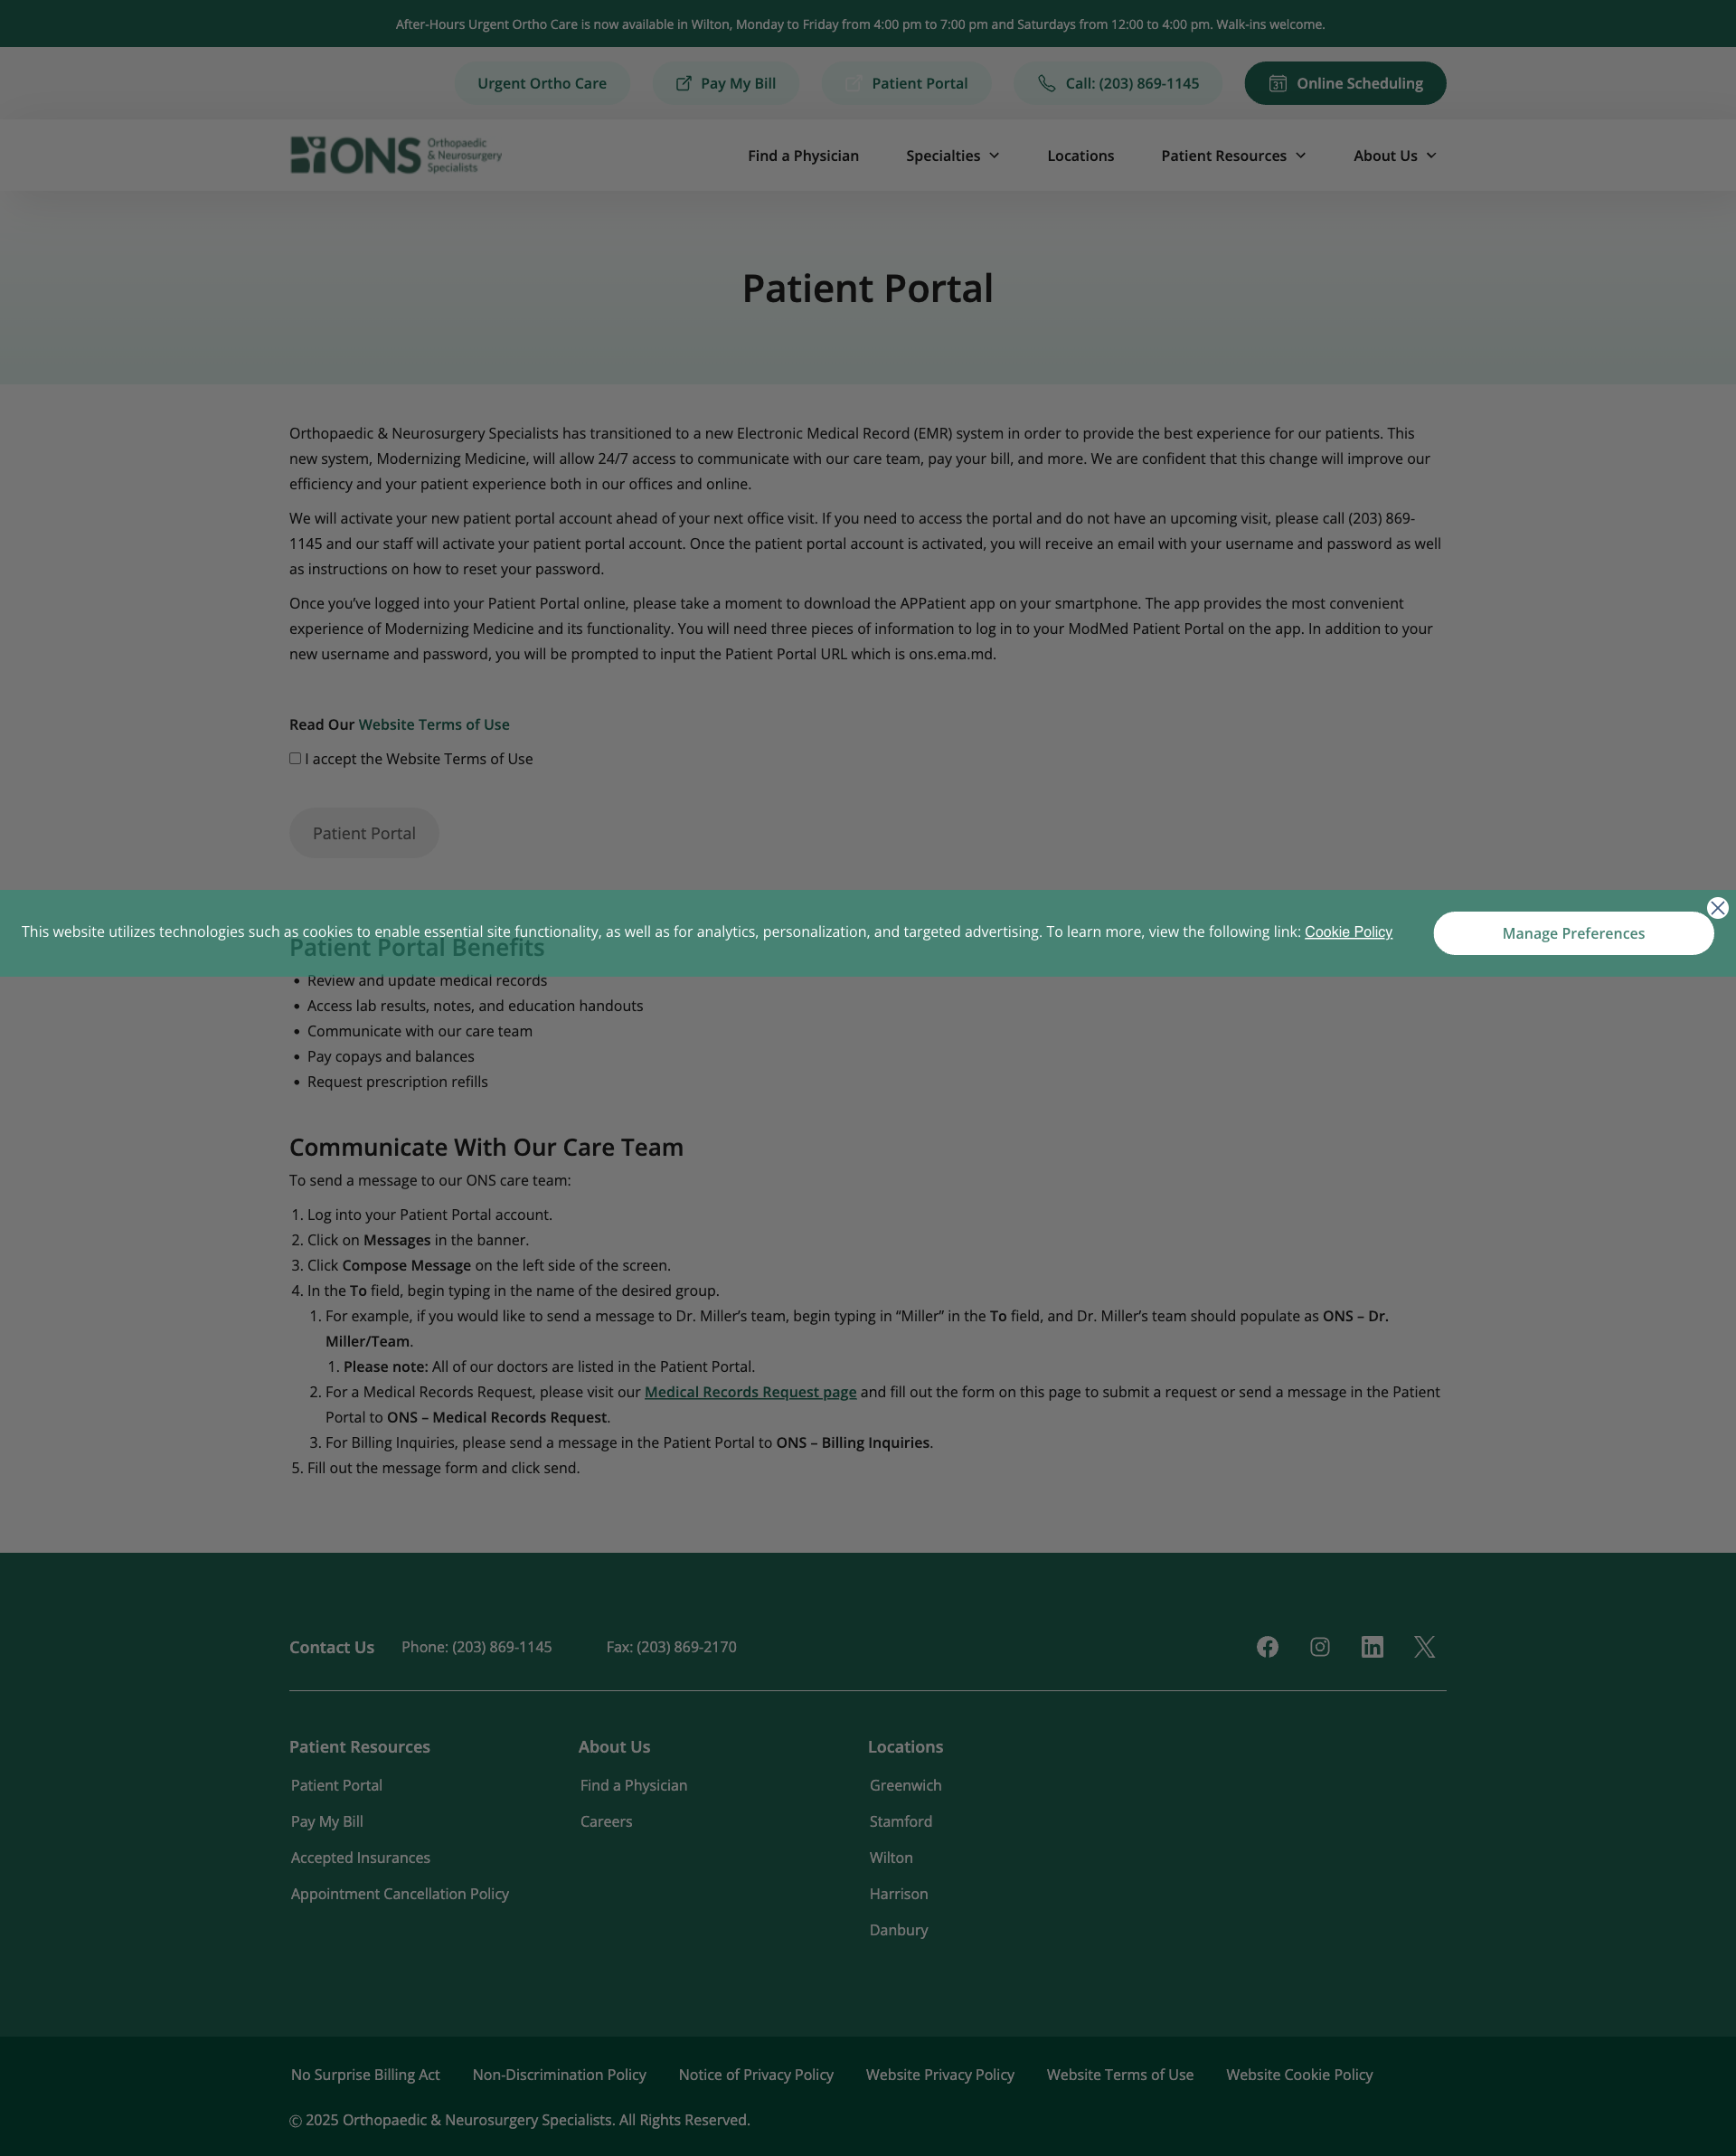 After-Hours Urgent Ortho Care is now available in Wilton, Monday to Friday from 4:00 pm to 7:00 pm and Saturdays from 12:00 to 4:00 pm. Walk-ins welcome.
Urgent Ortho Care Pay My Bill Patient Portal Call: (203) 869-1145 31 Online Scheduling
ONS Orthopaedic & Neurosurgery Specialists
Find a Physician Specialties Locations Patient Resources About Us
Patient Portal
Orthopaedic & Neurosurgery Specialists has transitioned to a new Electronic Medical Record (EMR) system in order to provide the best experience for our patients. This
new system, Modernizing Medicine, will allow 24/7 access to communicate with our care team, pay your bill, and more. We are confident that this change will improve our
efficiency and your patient experience both in our offices and online.
We will activate your new patient portal account ahead of your next office visit. If you need to access the portal and do not have an upcoming visit, please call (203) 869-
1145 and our staff will activate your patient portal account. Once the patient portal account is activated, you will receive an email with your username and password as well
as instructions on how to reset your password.
Once you’ve logged into your Patient Portal online, please take a moment to download the APPatient app on your smartphone. The app provides the most convenient
experience of Modernizing Medicine and its functionality. You will need three pieces of information to log in to your ModMed Patient Portal on the app. In addition to your
new username and password, you will be prompted to input the Patient Portal URL which is ons.ema.md.
Read Our Website Terms of Use
I accept the Website Terms of Use
Patient Portal
This website utilizes technologies such as cookies to enable essential site functionality, as well as for analytics, personalization, and targeted advertising. To learn more, view the following link: Cookie Policy
Manage Preferences
Patient Portal Benefits
• Review and update medical records
• Access lab results, notes, and education handouts
• Communicate with our care team
• Pay copays and balances
• Request prescription refills
Communicate With Our Care Team
To send a message to our ONS care team:
1. Log into your Patient Portal account.
2. Click on Messages in the banner.
3. Click Compose Message on the left side of the screen.
4. In the To field, begin typing in the name of the desired group.
1. For example, if you would like to send a message to Dr. Miller’s team, begin typing in “Miller” in the To field, and Dr. Miller’s team should populate as ONS – Dr.
Miller/Team.
1. Please note: All of our doctors are listed in the Patient Portal.
2. For a Medical Records Request, please visit our Medical Records Request page and fill out the form on this page to submit a request or send a message in the Patient
Portal to ONS – Medical Records Request.
3. For Billing Inquiries, please send a message in the Patient Portal to ONS – Billing Inquiries.
5. Fill out the message form and click send.
Contact Us Phone: (203) 869-1145 Fax: (203) 869-2170
Patient Resources
Patient Portal
Pay My Bill
Accepted Insurances
Appointment Cancellation Policy
About Us
Find a Physician
Careers
Locations
Greenwich
Stamford
Wilton
Harrison
Danbury
No Surprise Billing Act Non-Discrimination Policy Notice of Privacy Policy Website Privacy Policy Website Terms of Use Website Cookie Policy
© 2025 Orthopaedic & Neurosurgery Specialists. All Rights Reserved.